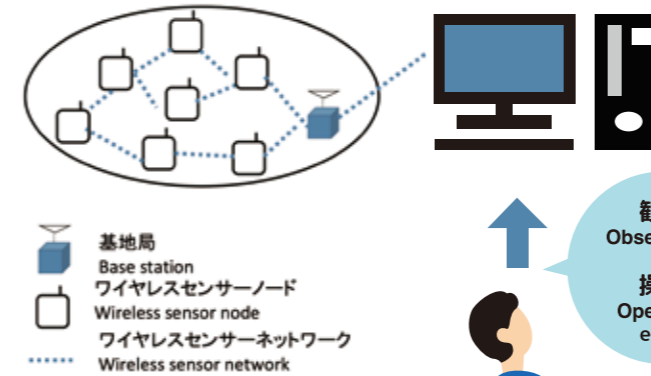 基地局
Base station
ワイヤレスセンサーノード
Wireless sensor node
ワイヤレスセンサーネットワーク
Wireless sensor network